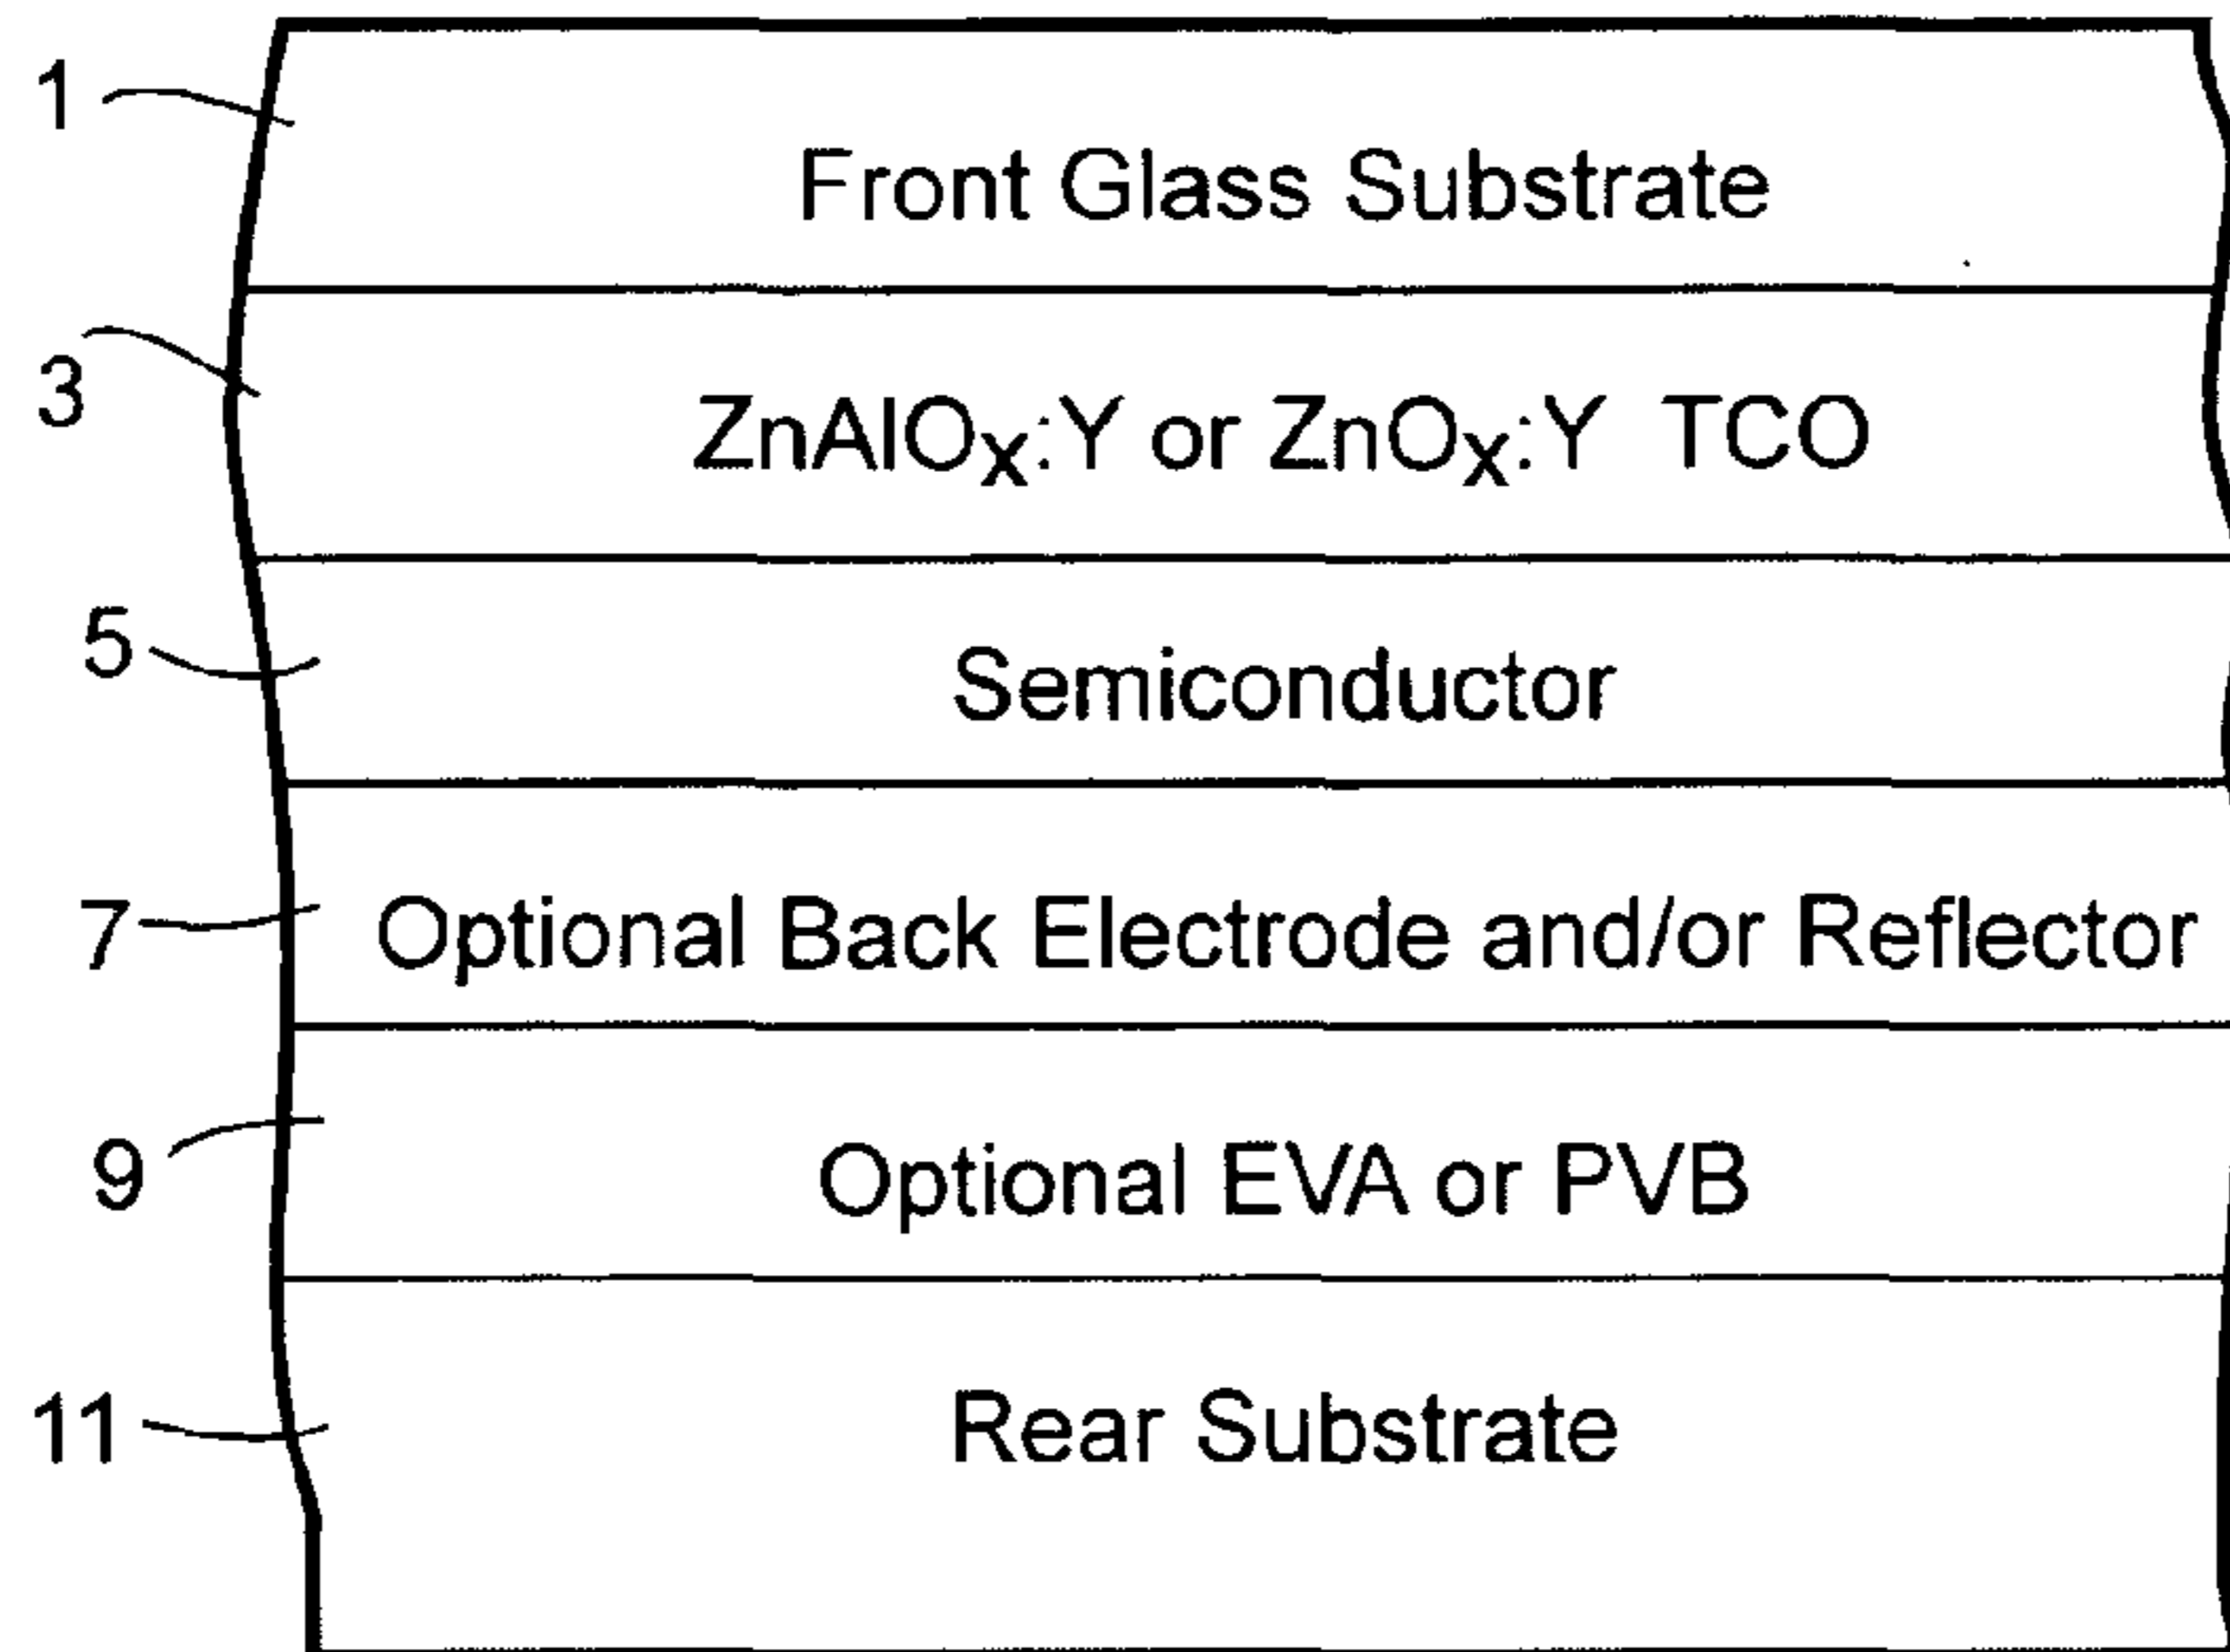 1
Front Glass Substrate
3
ZnAlOx:Y or ZnOx:Y TCO
5
Semiconductor
7
Optional Back Electrode and/or Reflector
9
Optional EVA or PVB
11
Rear Substrate